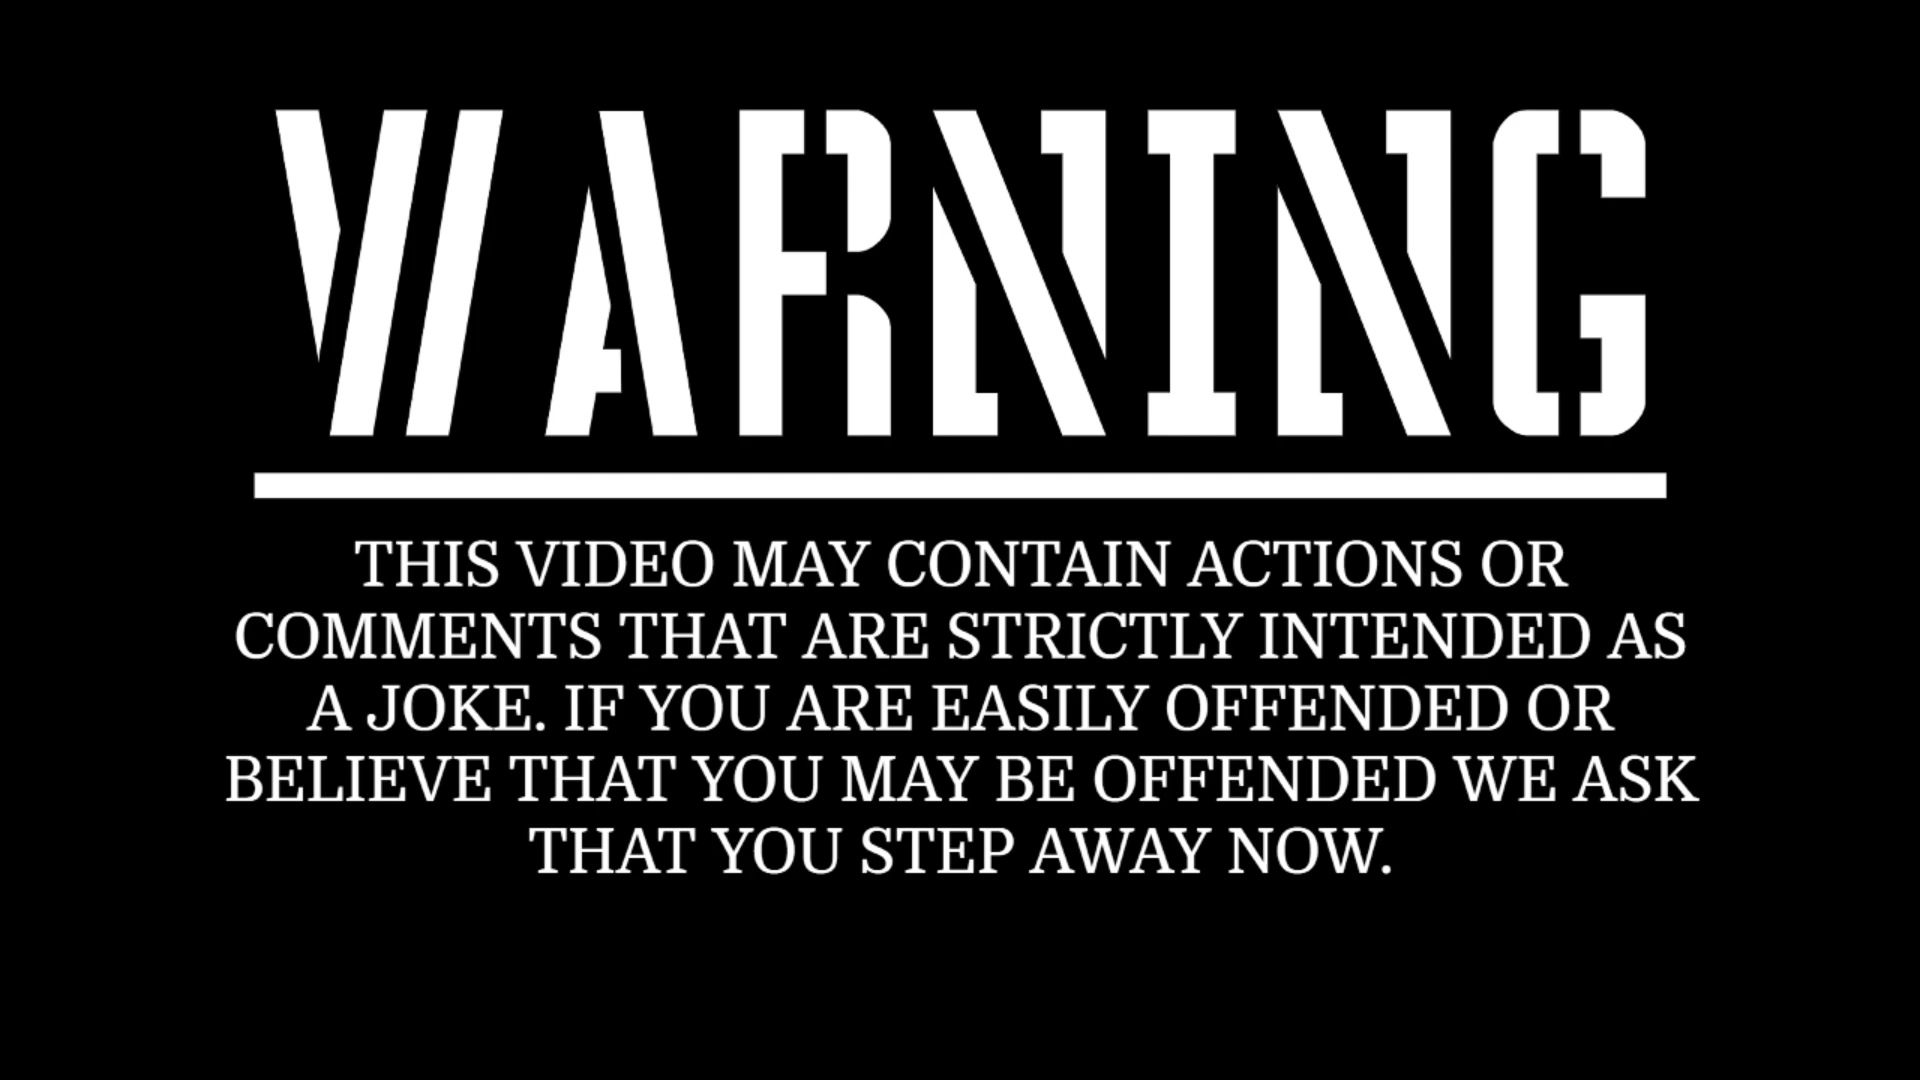 WARNING
THIS VIDEO MAY CONTAIN ACTIONS OR
COMMENTS THAT ARE STRICTLY INTENDED AS
A JOKE. IF YOU ARE EASILY OFFENDED OR
BELIEVE THAT YOU MAY BE OFFENDED WE ASK
THAT YOU STEP AWAY NOW.